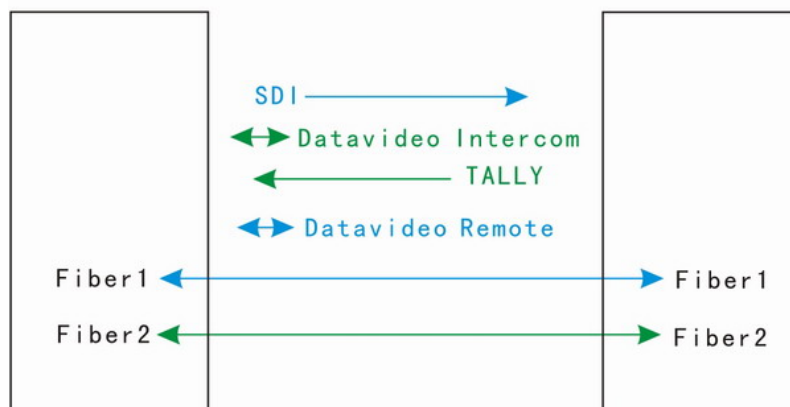 SDI
Datavideo Intercom
TALLY
Datavideo Remote
Fiber1 Fiber1
Fiber2 Fiber2